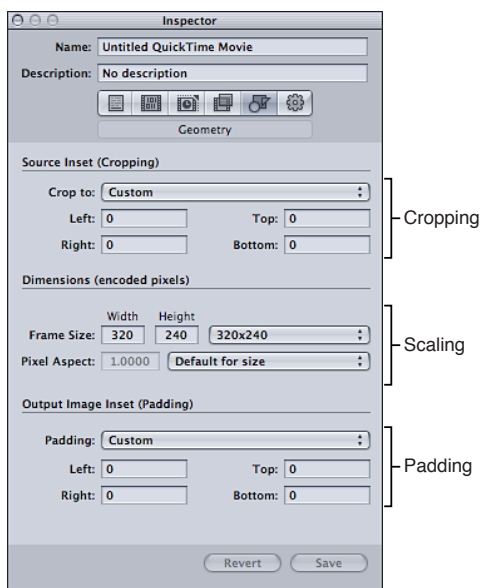 Inspector
Name: Untitled QuickTime Movie
Description: No description
Geometry
Source Inset (Cropping)
Crop to: Custom
Left: 0 Top: 0
Right: 0 Bottom: 0
Cropping
Dimensions (encoded pixels)
Width Height
Frame Size: 320 240 320x240
Pixel Aspect: 1.0000 Default for size
Scaling
Output Image Inset (Padding)
Padding: Custom
Left: 0 Top: 0
Right: 0 Bottom: 0
Padding
Revert Save